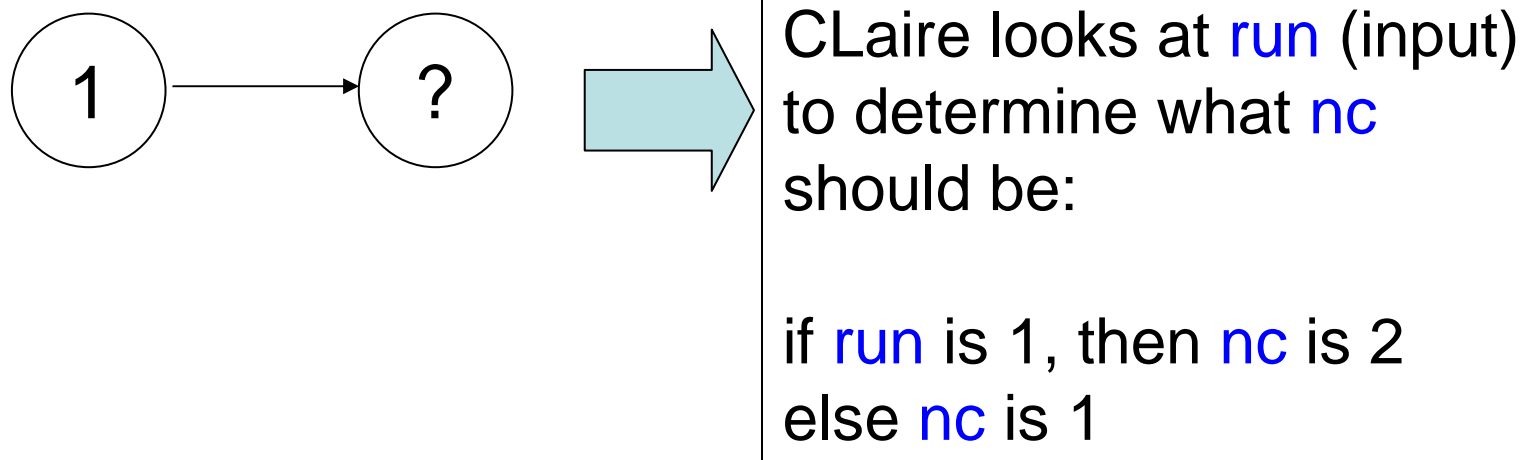 1
?
CLaire looks at run (input)
to determine what nc
should be:
if run is 1, then nc is 2
else nc is 1